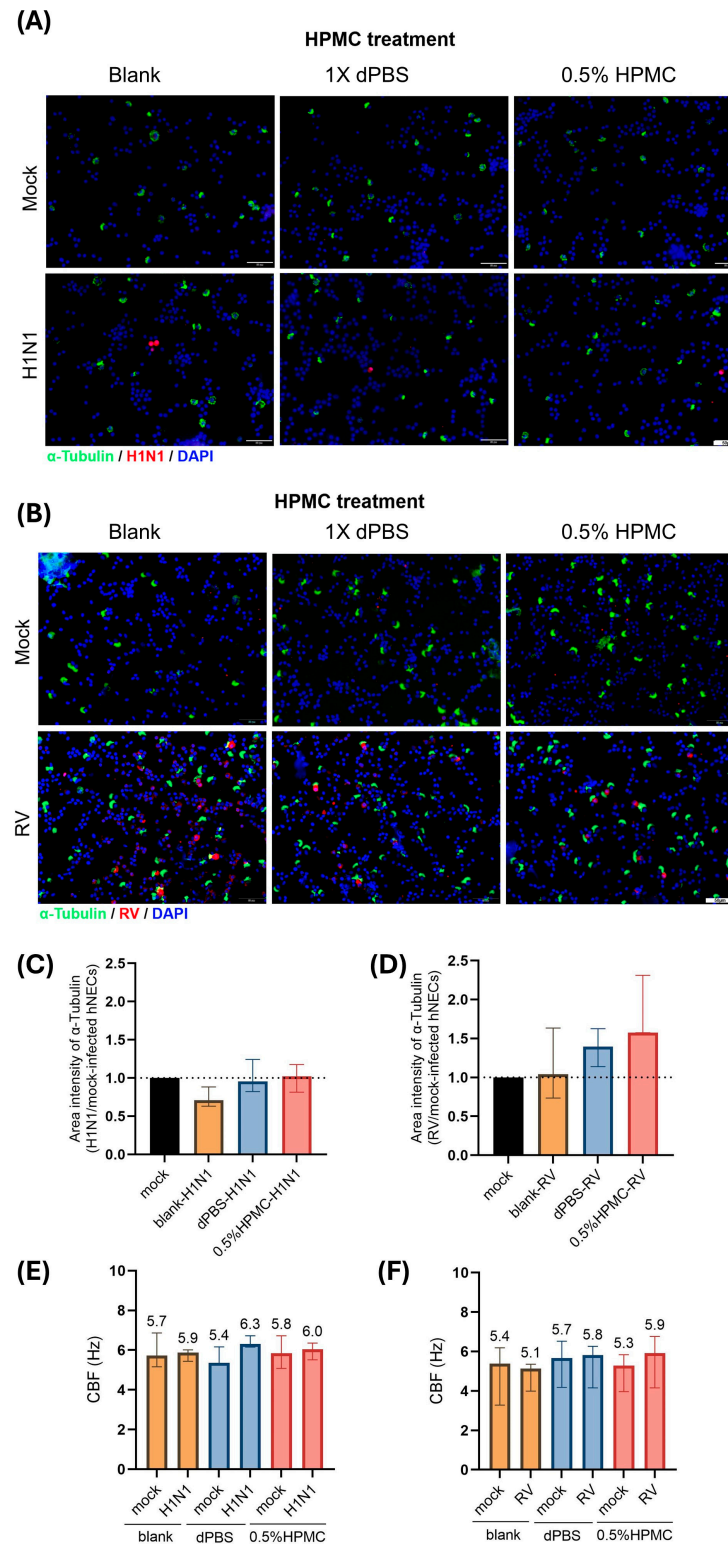 (A)
HPMC treatment
Blank
1X dPBS
0.5% HPMC
Mock
H1N1
α-Tubulin / H1N1 / DAPI
(B)
HPMC treatment
Blank
1X dPBS
0.5% HPMC
Mock
RV
50µm
α-Tubulin / RV / DAPI
(C)
Area intensity of α-Tubulin
(H1N1/mock-infected hNECs)
2.5
2.0
1.5
1.0
0.5
0.0
mock
blank-H1N1
dPBS-H1N1
0.5%HPMC-H1N1
(D)
Area intensity of α-Tubulin
(RV/mock-infected hNECs)
2.5
2.0
1.5
1.0
0.5
0.0
mock
blank-RV
dPBS-RV
0.5%HPMC-RV
(E)
CBF (Hz)
10
8
6
4
2
0
5.7
5.9
5.4
6.3
5.8
6.0
mock
H1N1
mock
H1N1
mock
H1N1
blank
dPBS
0.5%HPMC
(F)
CBF (Hz)
10
8
6
4
2
0
5.4
5.1
5.7
5.8
5.3
5.9
mock
RV
mock
RV
mock
RV
blank
dPBS
0.5%HPMC